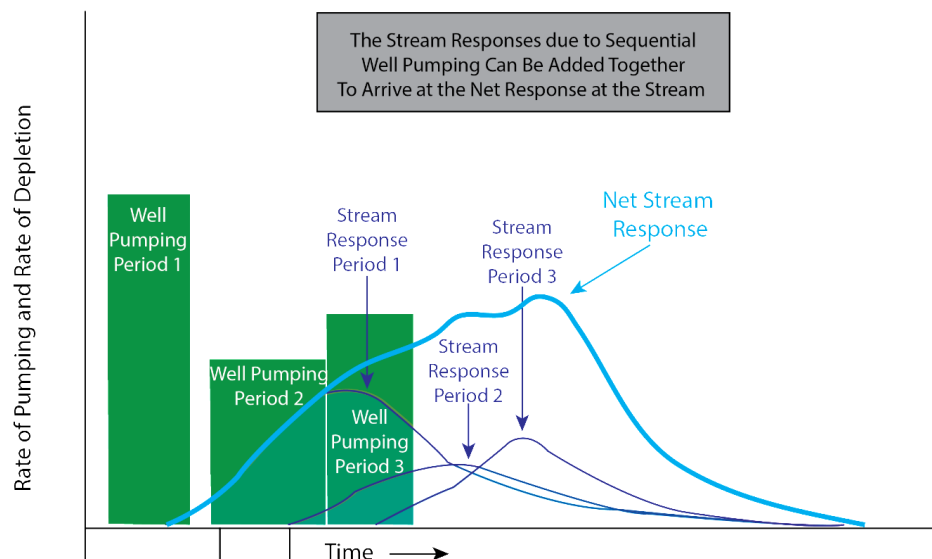 The Stream Responses due to Sequential
Well Pumping Can Be Added Together
To Arrive at the Net Response at the Stream
Rate of Pumping and Rate of Depletion
Well
Pumping
Period 1
Stream
Response
Period 1
Stream
Response
Period 3
Net Stream
Response
Well Pumping
Period 2
Stream
Response
Period 2
Well
Pumping
Period 3
Time